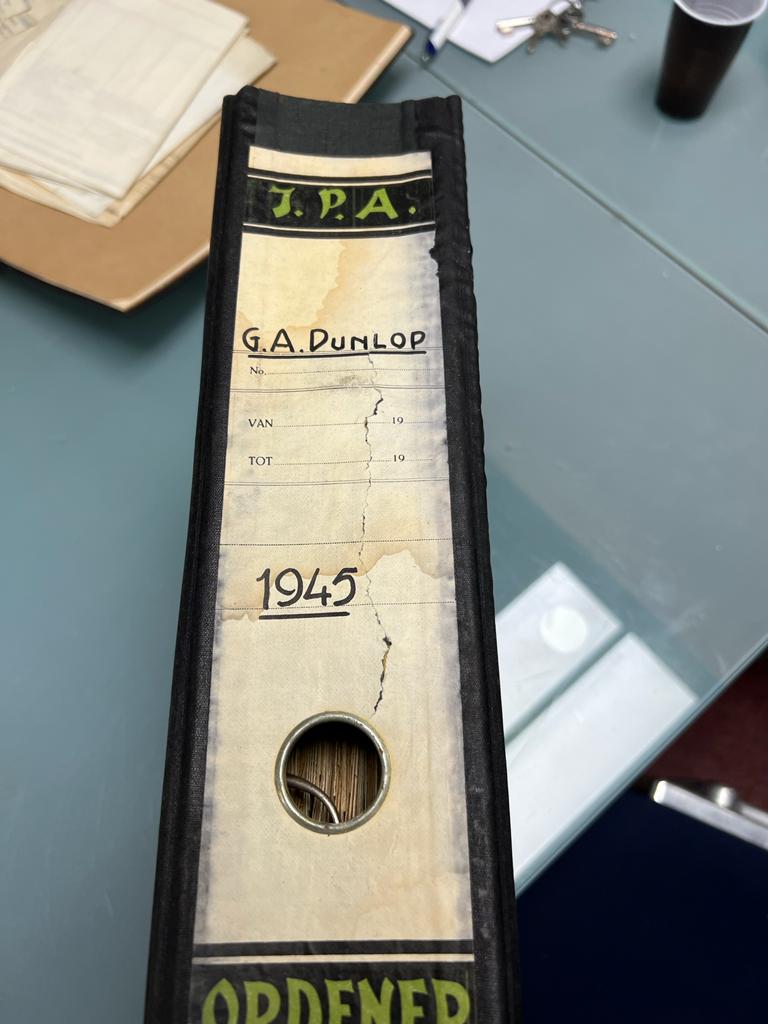 J.P.A.
G.A.DUNLOP
No.
VAN 19
TOT 19
1945
ORDENER